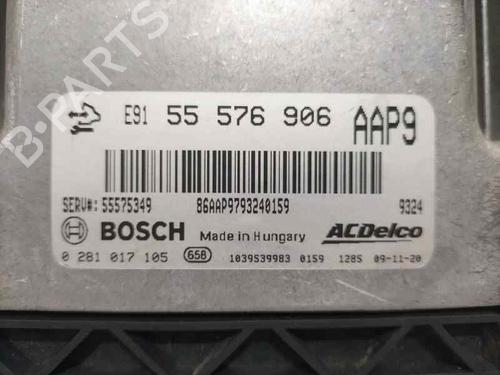 E91 55 576 906 AAP9
SERV#: 55575349 86AAP9793240159 9324
BOSCH Made in Hungary ACDelco
0 281 017 105 658 1039S39983 0159 128S 09-11-20
B-PARTS